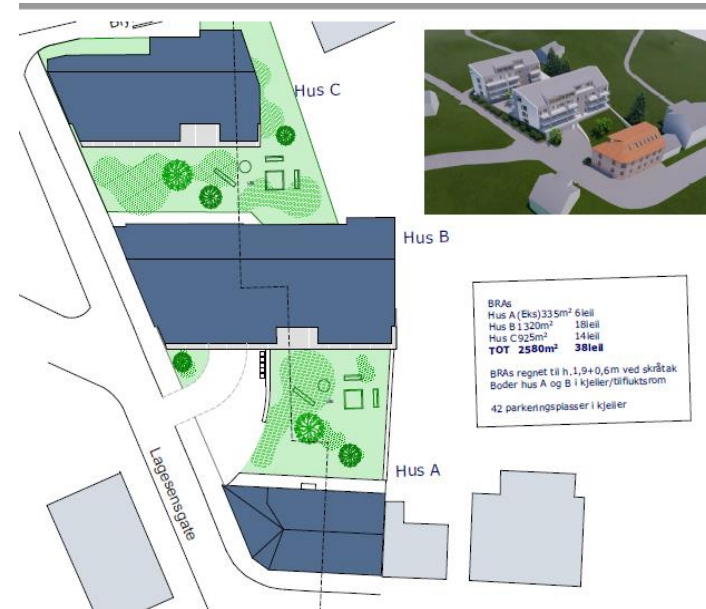 Hus C
Hus B
BRAs
Hus A (Eks)335m² 6leil
Hus B 1320m² 18leil
Hus C 925m² 14leil
TOT 2580m² 38leil
BRAs regnet til h.1,9+0,6m ved skråtak
Boder hus A og B i kjeller/tilfluktsrom
42 parkeringsplasser i kjeller
Lagesensgate
Hus A